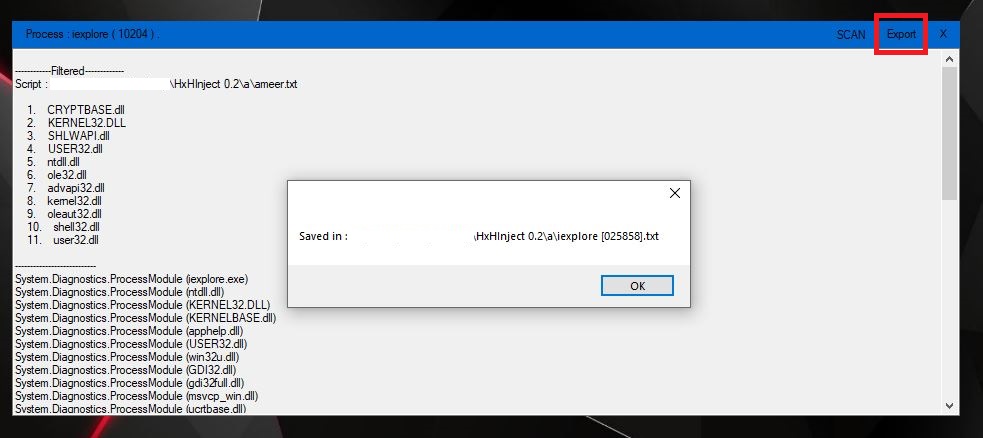 Process : iexplore ( 10204 ) .
SCAN
Export
X
------------Filtered-------------
Script : \HxHInject 0.2\a\ameer.txt
1. CRYPTBASE.dll
2. KERNEL32.DLL
3. SHLWAPI.dll
4. USER32.dll
5. ntdll.dll
6. ole32.dll
7. advapi32.dll
8. kernel32.dll
9. oleaut32.dll
10. shell32.dll
11. user32.dll
---------------------------
System.Diagnostics.ProcessModule (iexplore.exe)
System.Diagnostics.ProcessModule (ntdll.dll)
System.Diagnostics.ProcessModule (KERNEL32.DLL)
System.Diagnostics.ProcessModule (KERNELBASE.dll)
System.Diagnostics.ProcessModule (apphelp.dll)
System.Diagnostics.ProcessModule (USER32.dll)
System.Diagnostics.ProcessModule (win32u.dll)
System.Diagnostics.ProcessModule (GDI32.dll)
System.Diagnostics.ProcessModule (gdi32full.dll)
System.Diagnostics.ProcessModule (msvcp_win.dll)
System.Diagnostics.ProcessModule (ucrtbase.dll)
Saved in : \HxHInject 0.2\a\iexplore [025858].txt
OK